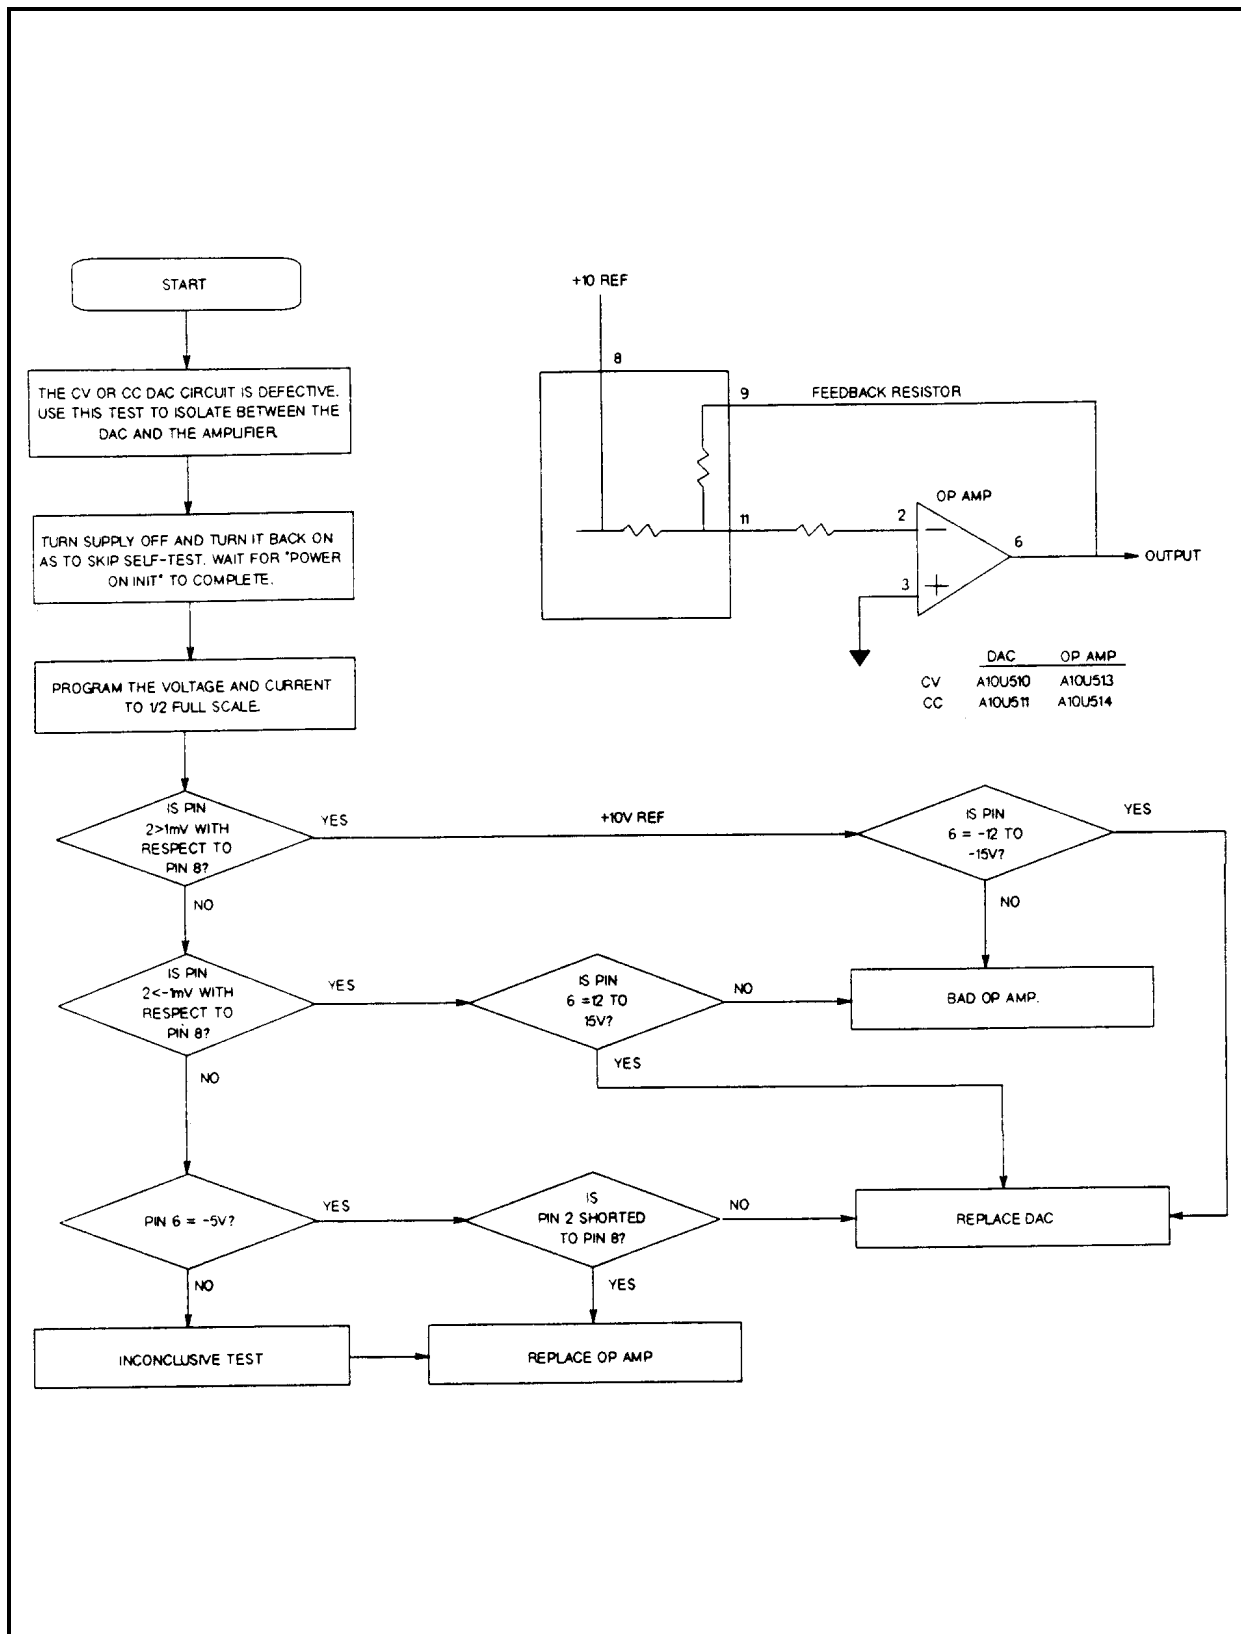 START
THE CV OR CC DAC CIRCUIT IS DEFECTIVE.
USE THIS TEST TO ISOLATE BETWEEN THE
DAC AND THE AMPLIFIER.
TURN SUPPLY OFF AND TURN IT BACK ON
AS TO SKIP SELF-TEST. WAIT FOR "POWER
ON INIT" TO COMPLETE.
PROGRAM THE VOLTAGE AND CURRENT
TO 1/2 FULL SCALE.
+10 REF
8
9
FEEDBACK RESISTOR
11
OP AMP
2
−
6
OUTPUT
3
+
DAC OP AMP
CV A10U510 A10U513
CC A10U511 A10U514
IS PIN
2>1mV WITH
RESPECT TO
PIN 8?
YES
+10V REF
IS PIN
6 = -12 TO
-15V?
YES
NO
NO
IS PIN
2<-1mV WITH
RESPECT TO
PIN 8?
YES
IS PIN
6 =12 TO
15V?
NO
BAD OP AMP.
YES
NO
PIN 6 = -5V?
YES
IS
PIN 2 SHORTED
TO PIN 8?
NO
REPLACE DAC
NO
YES
INCONCLUSIVE TEST
REPLACE OP AMP